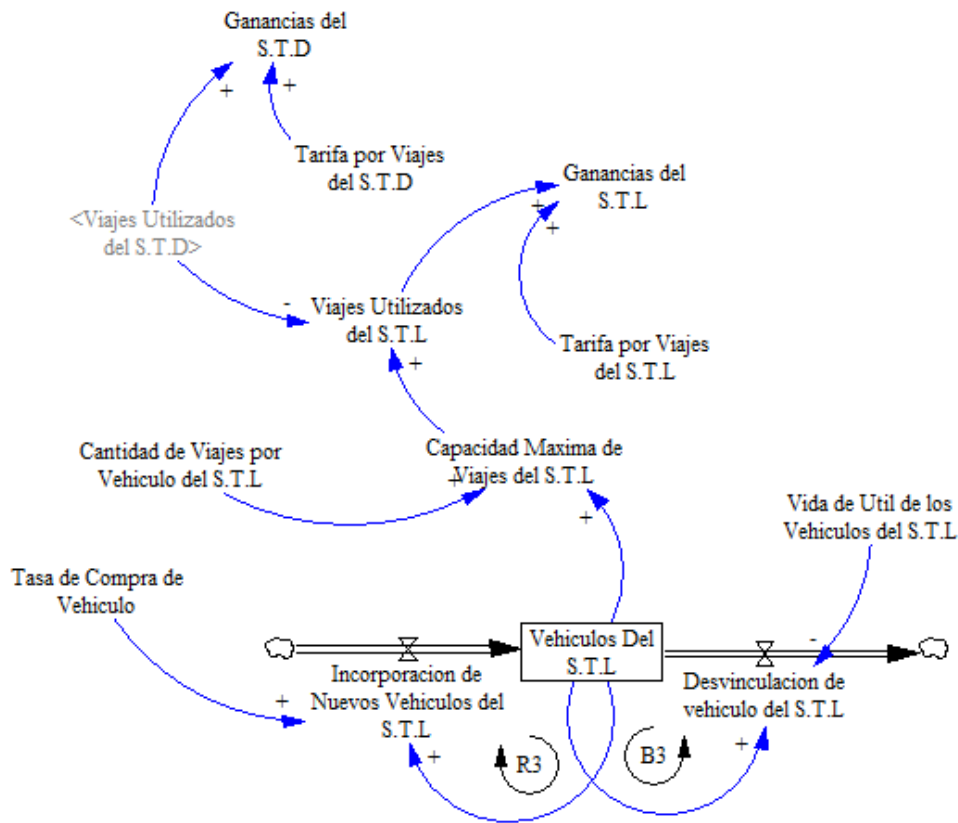 Ganancias del
S.T.D
+
+
Tarifa por Viajes
del S.T.D
Ganancias del
S.T.L
+
+
<Viajes Utilizados
del S.T.D>
-
Viajes Utilizados
del S.T.L
+
Tarifa por Viajes
del S.T.L
Cantidad de Viajes por
Vehiculo del S.T.L
Capacidad Maxima de
Viajes del S.T.L
+
+
Vida de Util de los
Vehiculos del S.T.L
Tasa de Compra de
Vehiculo
Vehiculos Del
S.T.L
-
Incorporacion de
Nuevos Vehiculos del
S.T.L
+
+
Desvinculacion de
vehiculo del S.T.L
+
R3
B3